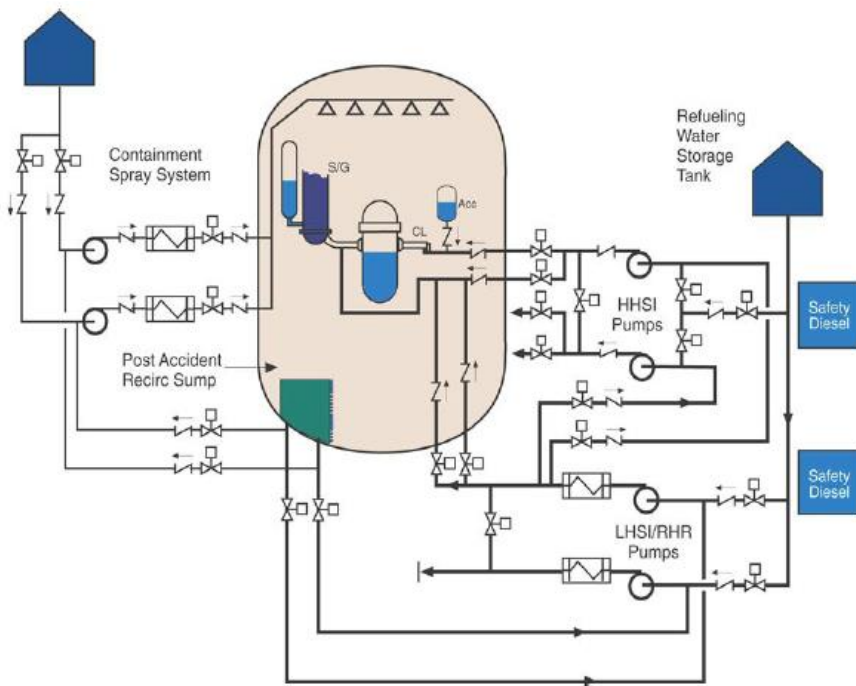 Containment
Spray System
S/G
Acc
CL
Refueling
Water
Storage
Tank
HHSI
Pumps
Safety
Diesel
Post Accident
Recirc Sump
Safety
Diesel
LHSI/RHR
Pumps